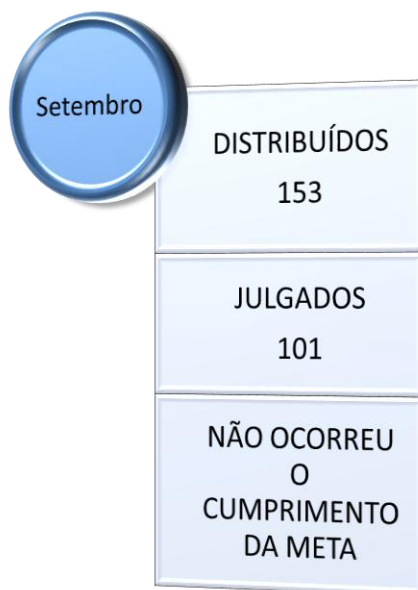 Setembro
DISTRIBUÍDOS
153
JULGADOS
101
NÃO OCORREU
O
CUMPRIMENTO
DA META